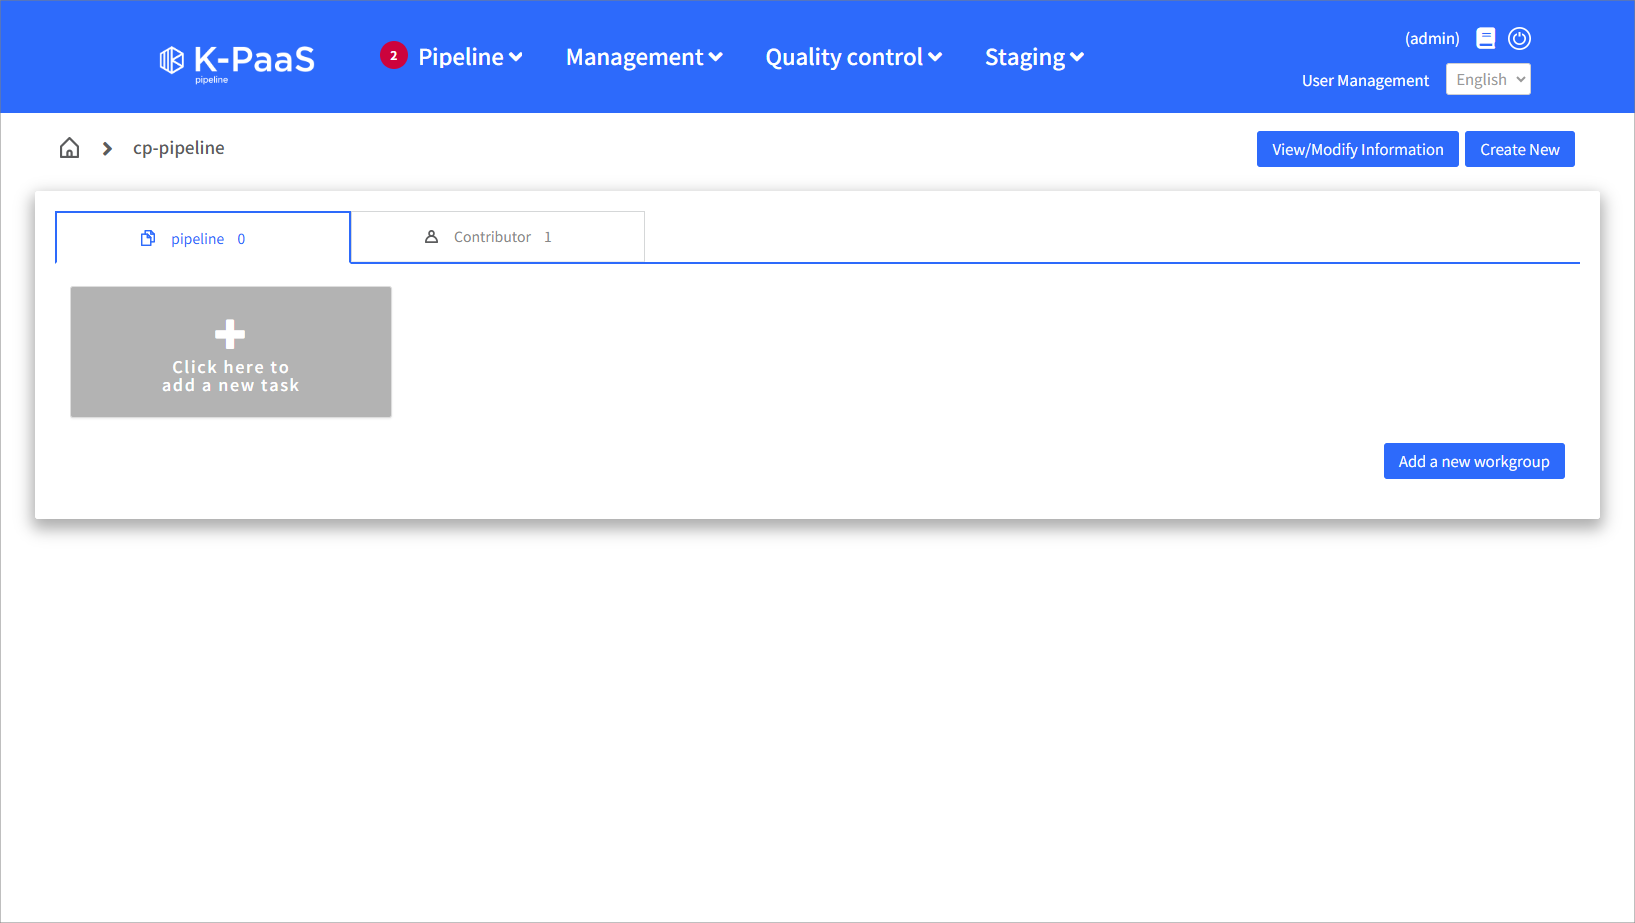 K-PaaS
pipeline
2
Pipeline
Management
Quality control
Staging
(admin)
User Management
English
cp-pipeline
View/Modify Information
Create New
pipeline 0
Contributor 1
Click here to
add a new task
Add a new workgroup